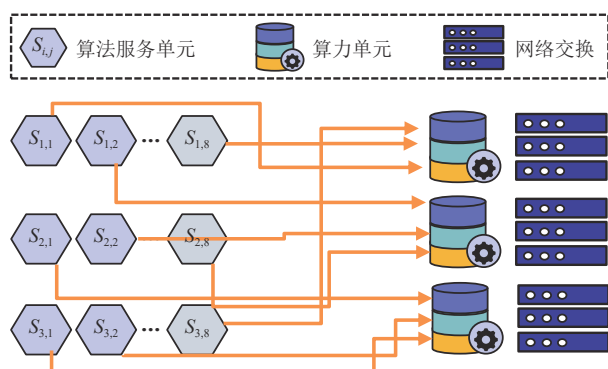 S_{i,j} 算法服务单元 算力单元 网络交换
S_{1,1} S_{1,2} ··· S_{1,8}
S_{2,1} S_{2,2} S_{2,8}
S_{3,1} S_{3,2} ··· S_{3,8}